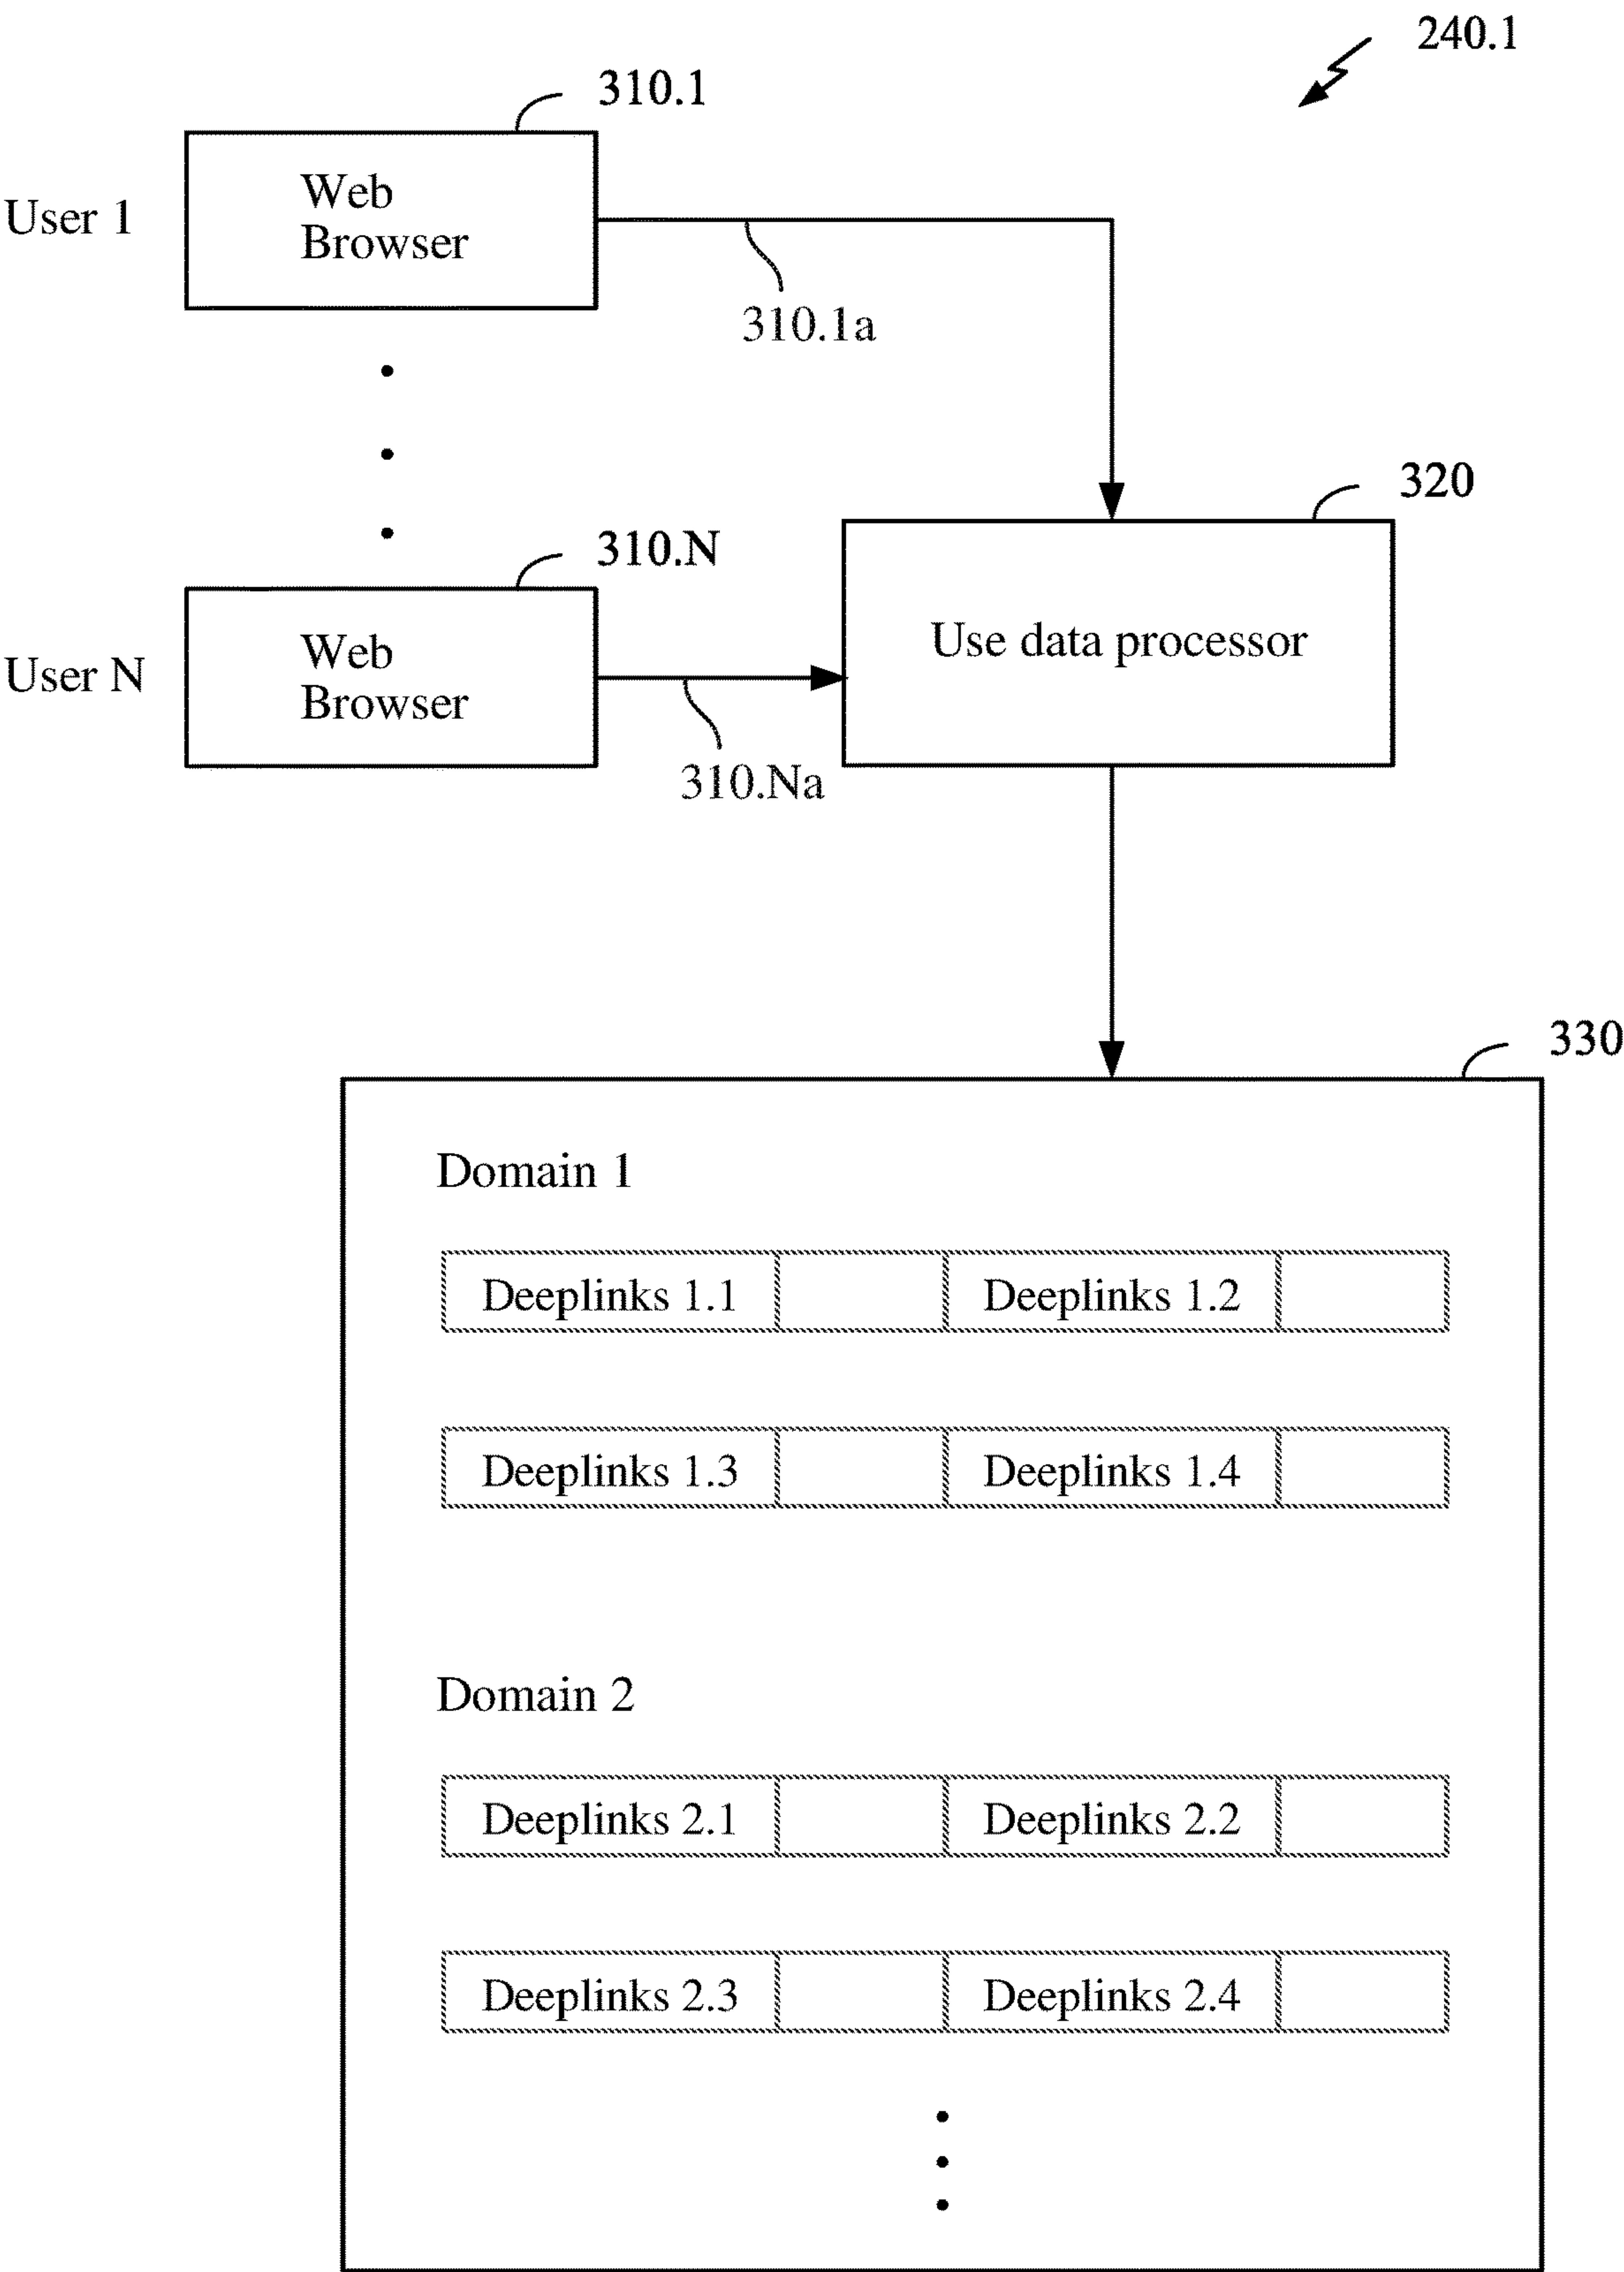 240.1
310.1
User 1
Web
Browser
310.1a
320
310.N
User N
Web
Browser
Use data processor
310.Na
330
Domain 1
Deeplinks 1.1
Deeplinks 1.2
Deeplinks 1.3
Deeplinks 1.4
Domain 2
Deeplinks 2.1
Deeplinks 2.2
Deeplinks 2.3
Deeplinks 2.4